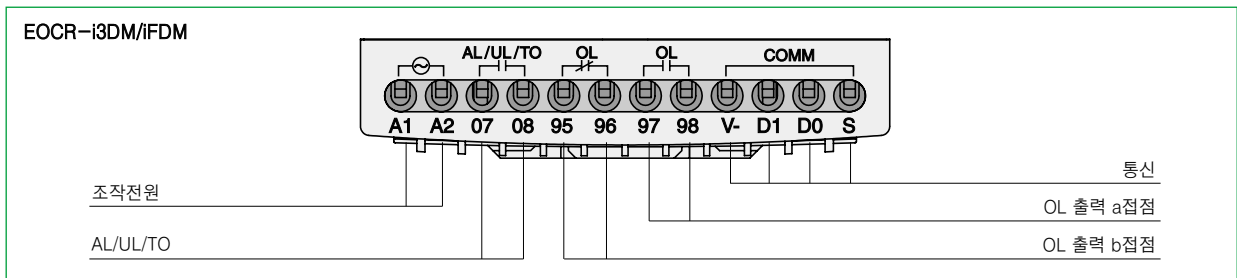 EOCR-i3DM/iFDM
AL/UL/TO OL OL COMM
A1 A2 07 08 95 96 97 98 V- D1 D0 S
조작전원
AL/UL/TO
통신
OL 출력 a접점
OL 출력 b접점